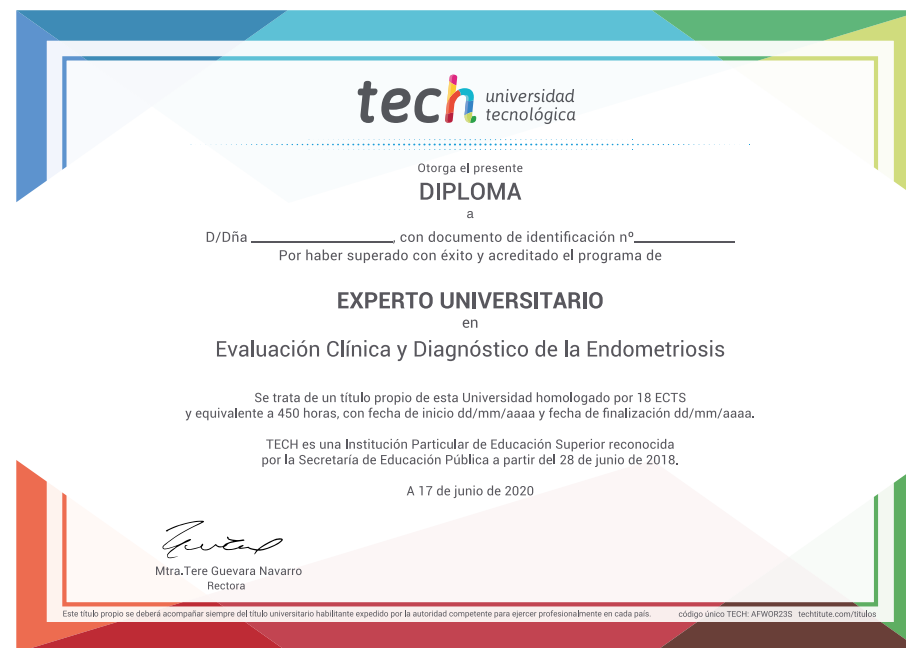 tech universidad
tecnológica
Otorga el presente
DIPLOMA
a
D/Dña ____________________, con documento de identificación nº______________
Por haber superado con éxito y acreditado el programa de
EXPERTO UNIVERSITARIO
en
Evaluación Clínica y Diagnóstico de la Endometriosis
Se trata de un título propio de esta Universidad homologado por 18 ECTS
y equivalente a 450 horas, con fecha de inicio dd/mm/aaaa y fecha de finalización dd/mm/aaaa.
TECH es una Institución Particular de Educación Superior reconocida
por la Secretaría de Educación Pública a partir del 28 de junio de 2018.
A 17 de junio de 2020
Mtra.Tere Guevara Navarro
Rectora
Este título propio se deberá acompañar siempre del título universitario habilitante expedido por la autoridad competente para ejercer profesionalmente en cada país. código único TECH: AFWOR23S techtitute.com/titulos